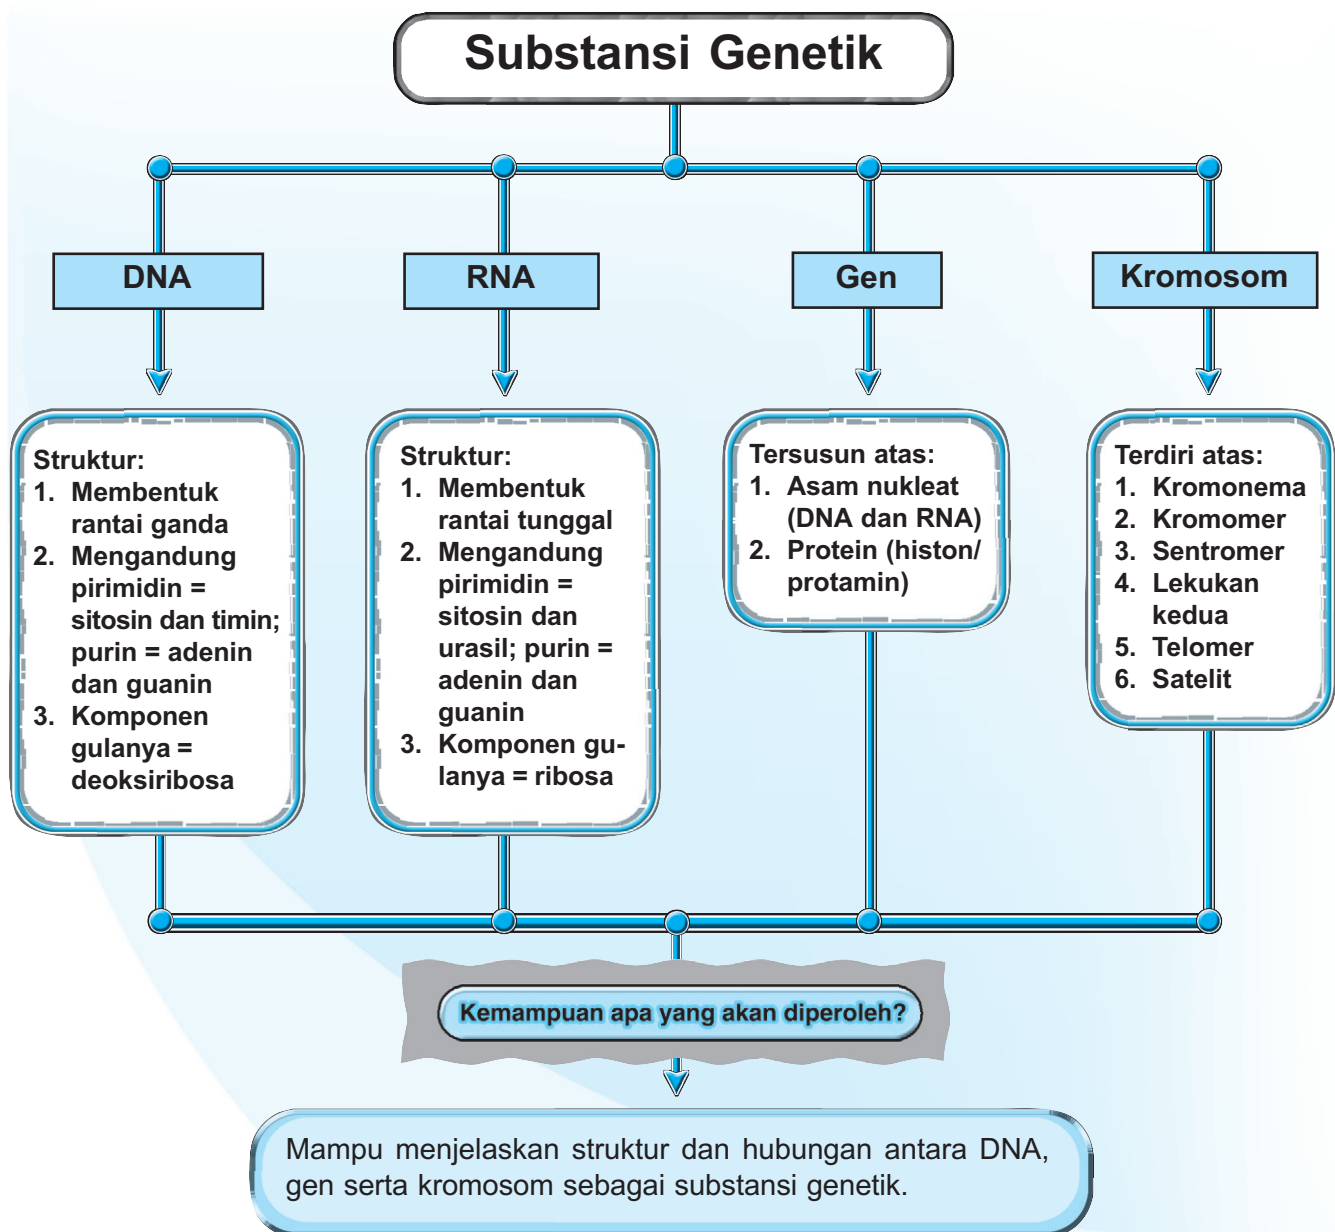 Substansi Genetik
DNA
RNA
Gen
Kromosom
Struktur:
1. Membentuk
rantai ganda
2. Mengandung
pirimidin =
sitosin dan timin;
purin = adenin
dan guanin
3. Komponen
gulanya =
deoksiribosa
Struktur:
1. Membentuk
rantai tunggal
2. Mengandung
pirimidin =
sitosin dan
urasil; purin =
adenin dan
guanin
3. Komponen gu-
lanya = ribosa
Tersusun atas:
1. Asam nukleat
(DNA dan RNA)
2. Protein (histon/
protamin)
Terdiri atas:
1. Kromonema
2. Kromomer
3. Sentromer
4. Lekukan
kedua
5. Telomer
6. Satelit
Kemampuan apa yang akan diperoleh?
Mampu menjelaskan struktur dan hubungan antara DNA,
gen serta kromosom sebagai substansi genetik.